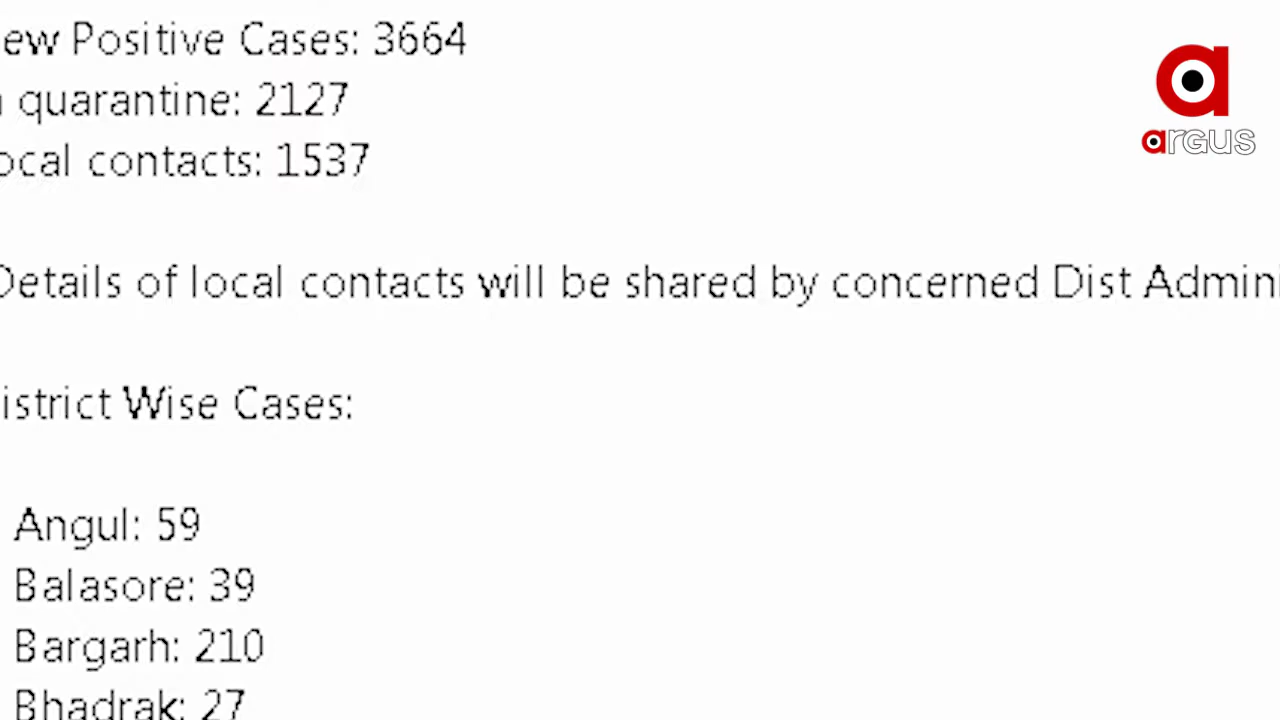 ew Positive Cases: 3664
quarantine: 2127
ocal contacts: 1537
Details of local contacts will be shared by concerned Dist Admini
istrict Wise Cases:
Angul: 59
Balasore: 39
Bargarh: 210
Bhadrak: 27
argus